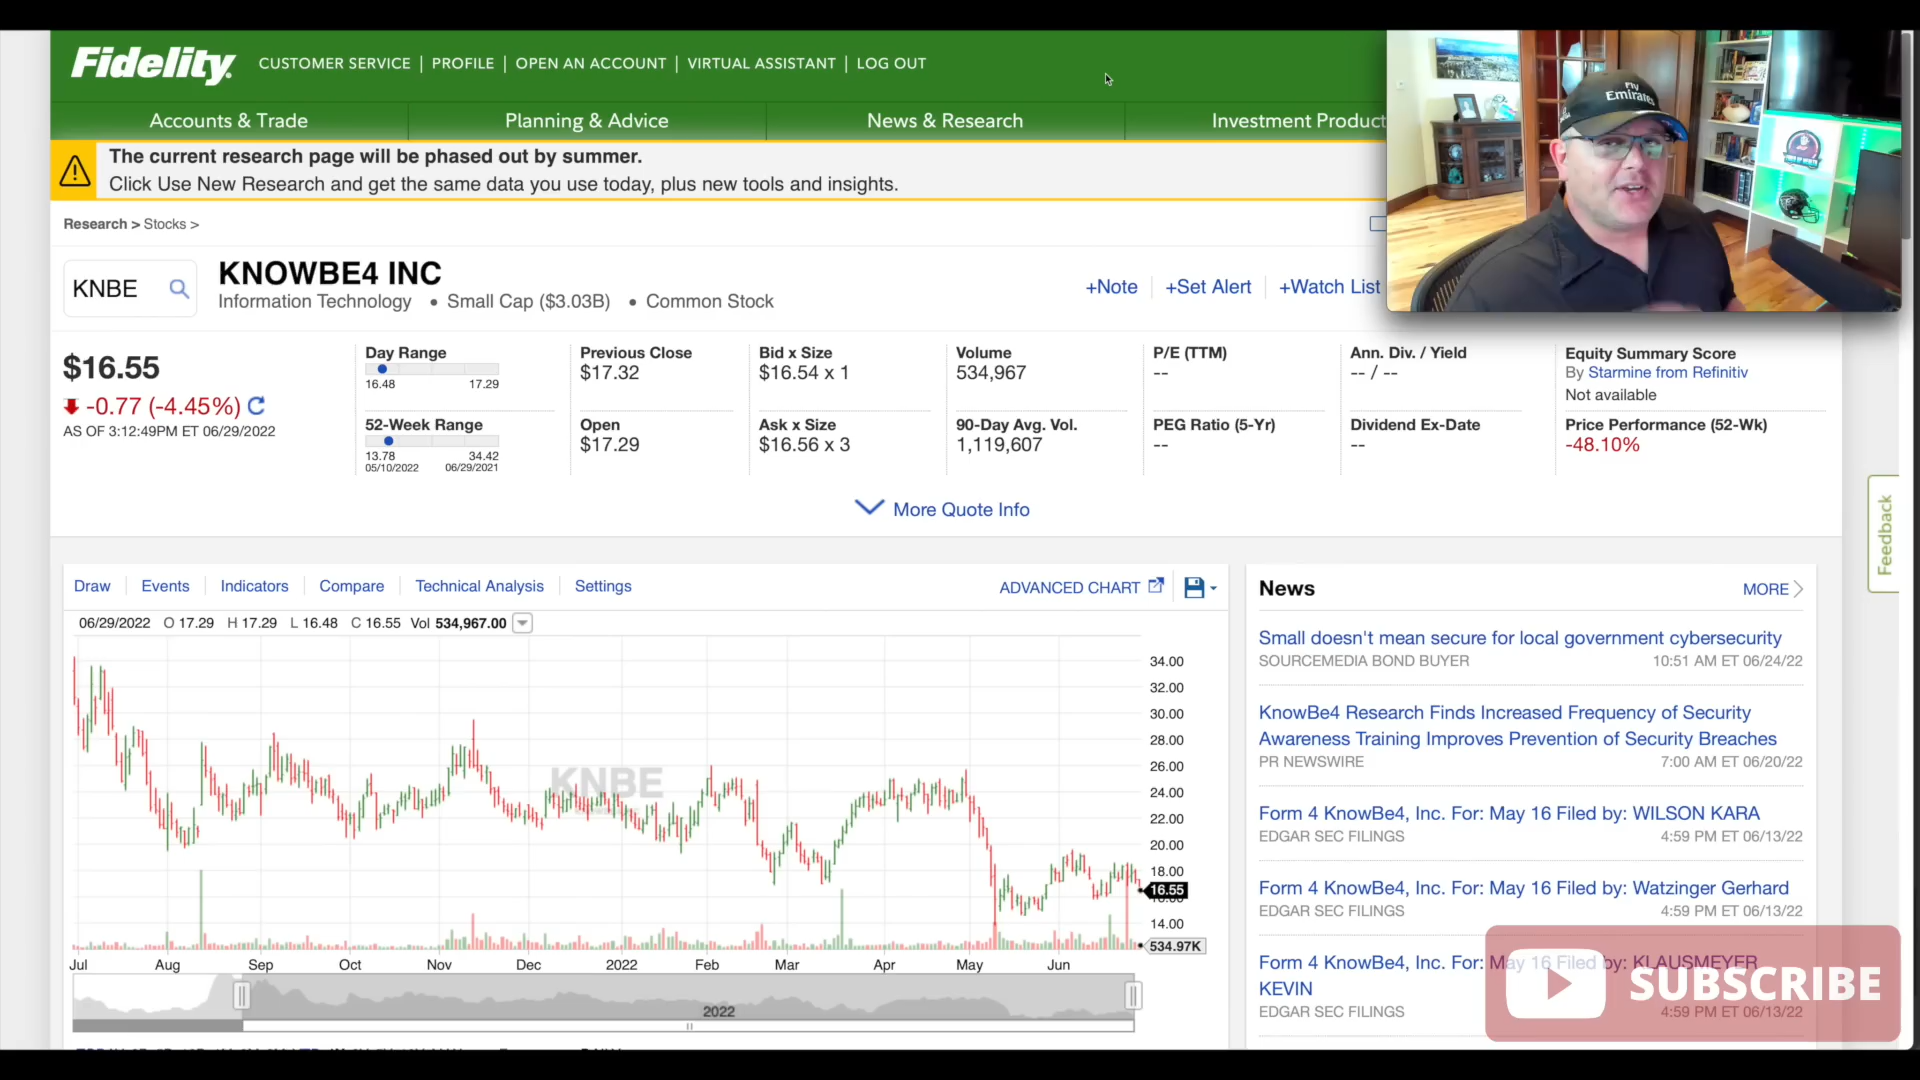 Fidelity
CUSTOMER SERVICE | PROFILE | OPEN AN ACCOUNT | VIRTUAL ASSISTANT | LOG OUT
Accounts & Trade Planning & Advice News & Research Investment Product
Fly
Emirates
The current research page will be phased out by summer.
Click Use New Research and get the same data you use today, plus new tools and insights.
Research > Stocks >
KNBE
KNOWBE4 INC
Information Technology • Small Cap ($3.03B) • Common Stock
+Note +Set Alert +Watch List
$16.55
-0.77 (-4.45%)
AS OF 3:12:49PM ET 06/29/2022
Day Range
16.48 17.29
52-Week Range
13.78 34.42
05/10/2022 06/29/2021
Previous Close
$17.32
Open
$17.29
Bid x Size
$16.54 x 1
Ask x Size
$16.56 x 3
Volume
534,967
90-Day Avg. Vol.
1,119,607
P/E (TTM)
--
PEG Ratio (5-Yr)
--
Ann. Div. / Yield
-- / --
Dividend Ex-Date
--
Equity Summary Score
By Starmine from Refinitiv
Not available
Price Performance (52-Wk)
-48.10%
More Quote Info
Feedback
Draw Events Indicators Compare Technical Analysis Settings
ADVANCED CHART
06/29/2022 O 17.29 H 17.29 L 16.48 C 16.55 Vol 534,967.00
KNBE
34.00
32.00
30.00
28.00
26.00
24.00
22.00
20.00
18.00
16.55
14.00
534.97K
Jul Aug Sep Oct Nov Dec 2022 Feb Mar Apr May Jun
2022
News
MORE
Small doesn't mean secure for local government cybersecurity
SOURCEMEDIA BOND BUYER 10:51 AM ET 06/24/22
KnowBe4 Research Finds Increased Frequency of Security
Awareness Training Improves Prevention of Security Breaches
PR NEWSWIRE 7:00 AM ET 06/20/22
Form 4 KnowBe4, Inc. For: May 16 Filed by: WILSON KARA
EDGAR SEC FILINGS 4:59 PM ET 06/13/22
Form 4 KnowBe4, Inc. For: May 16 Filed by: Watzinger Gerhard
EDGAR SEC FILINGS 4:59 PM ET 06/13/22
Form 4 KnowBe4, Inc. For: May 16 Filed by: KLAUSMEYER
KEVIN
EDGAR SEC FILINGS 4:59 PM ET 06/13/22
SUBSCRIBE